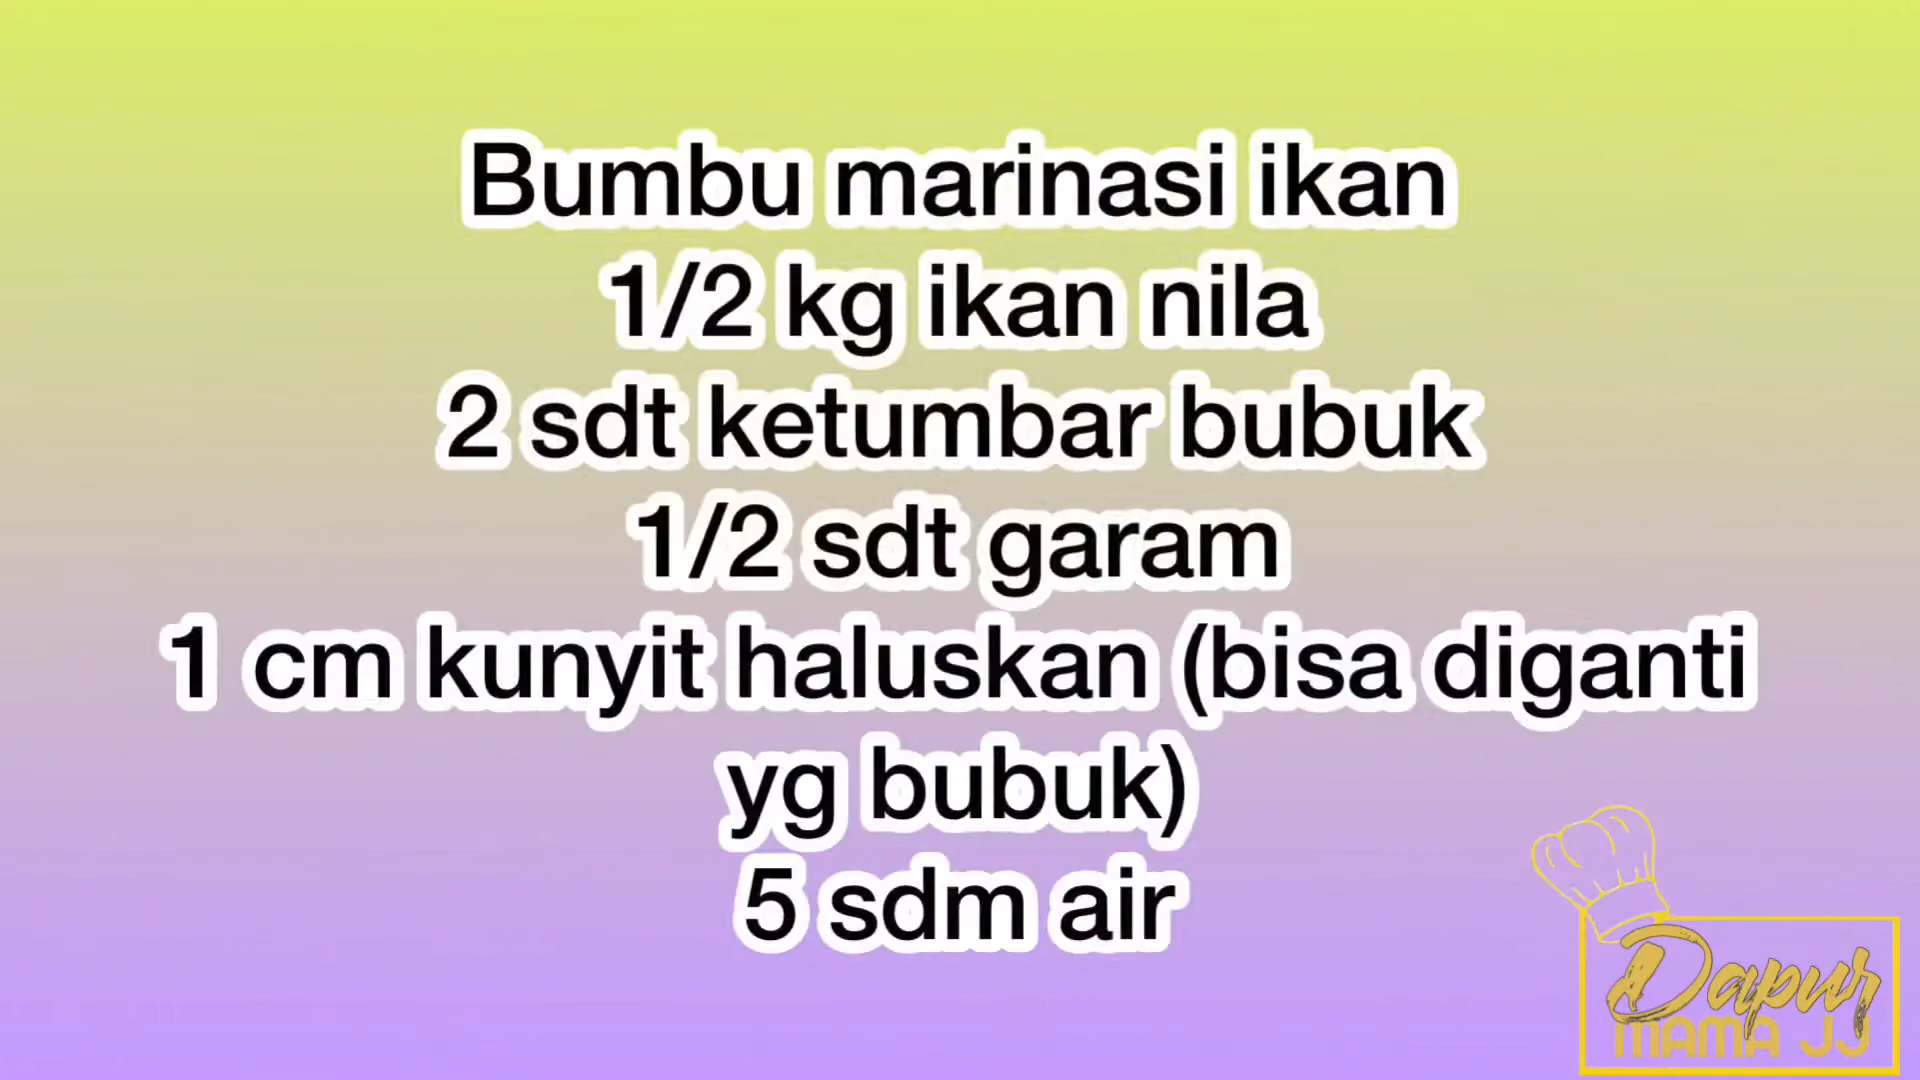 Bumbu marinasi ikan
1/2 kg ikan nila
2 sdt ketumbar bubuk
1/2 sdt garam
1 cm kunyit haluskan (bisa diganti
yg bubuk)
5 sdm air
Dapur
MAMA JJ